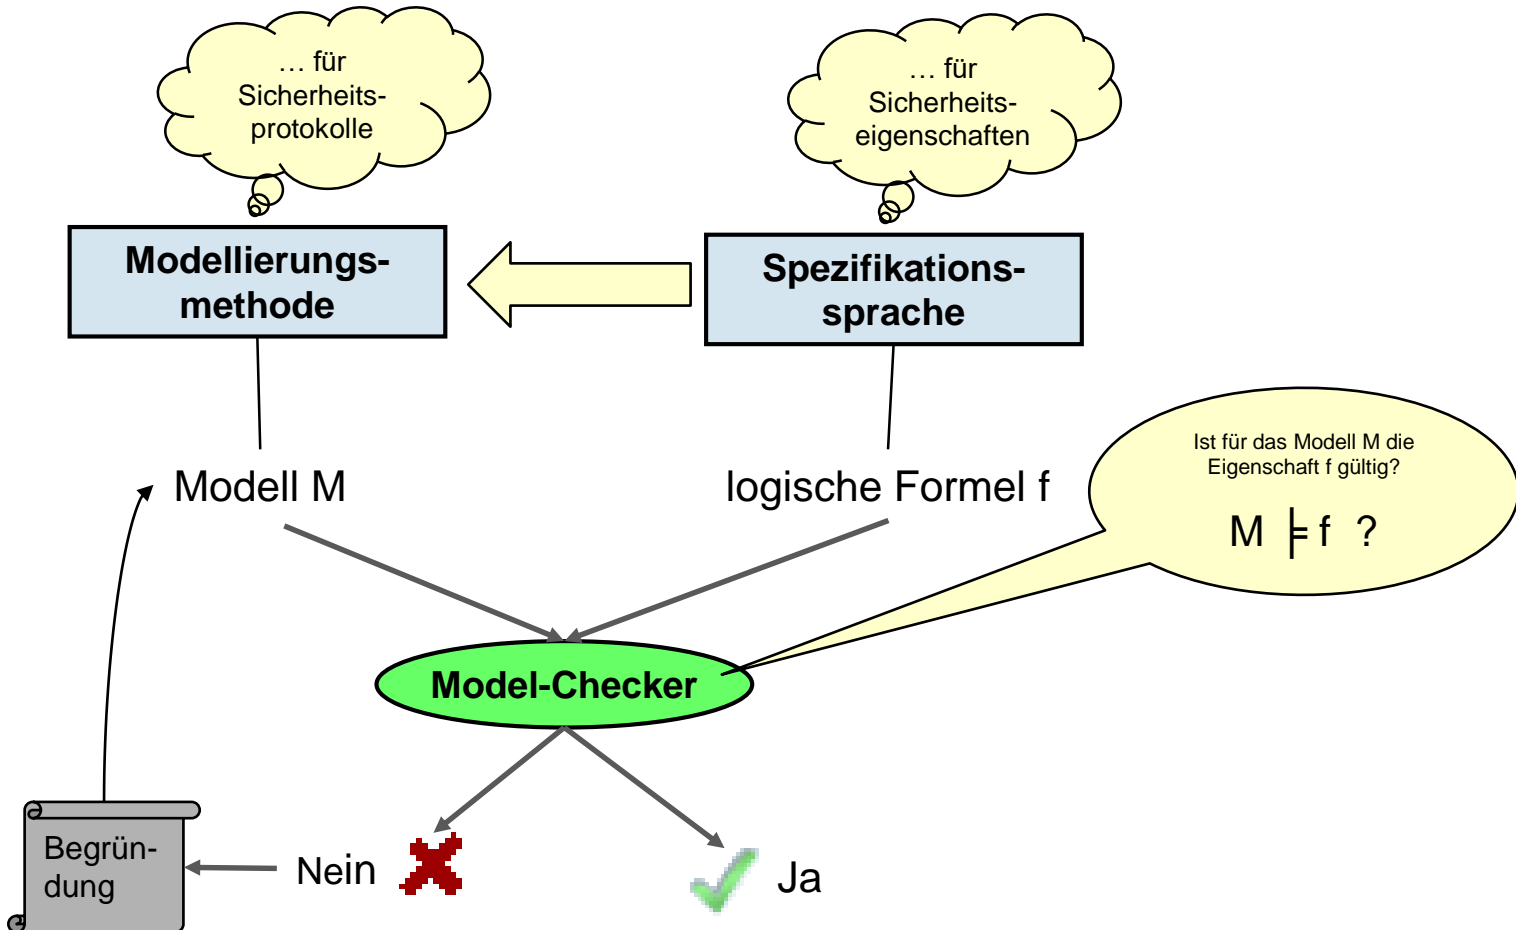 … für
Sicherheits-
protokolle
… für
Sicherheits-
eigenschaften
Modellierungs-
methode
Spezifikations-
sprache
Modell M
logische Formel f
Ist für das Modell M die
Eigenschaft f gültig?
M ⊨ f ?
Model-Checker
Begrün-
dung
Nein
Ja